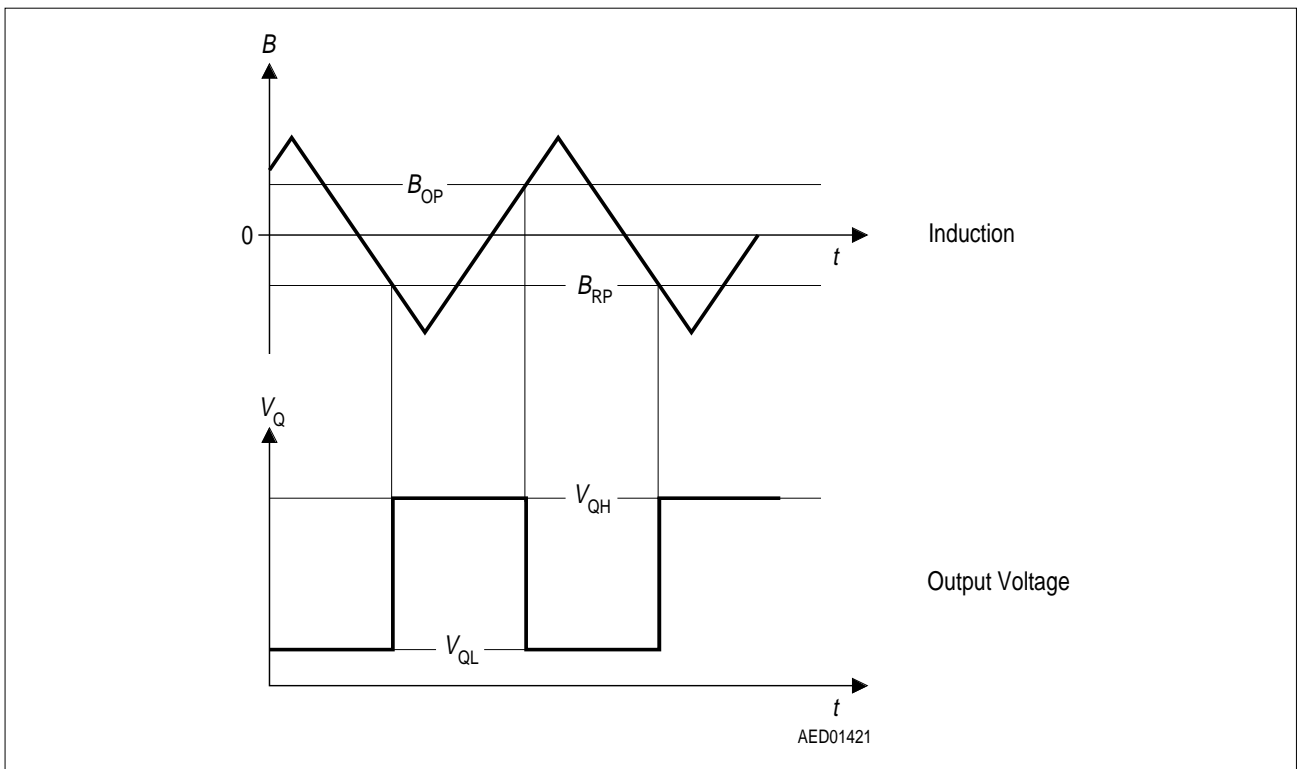 B
B_OP
0
Induction
t
B_RP
V_Q
V_QH
Output Voltage
V_QL
t
AED01421